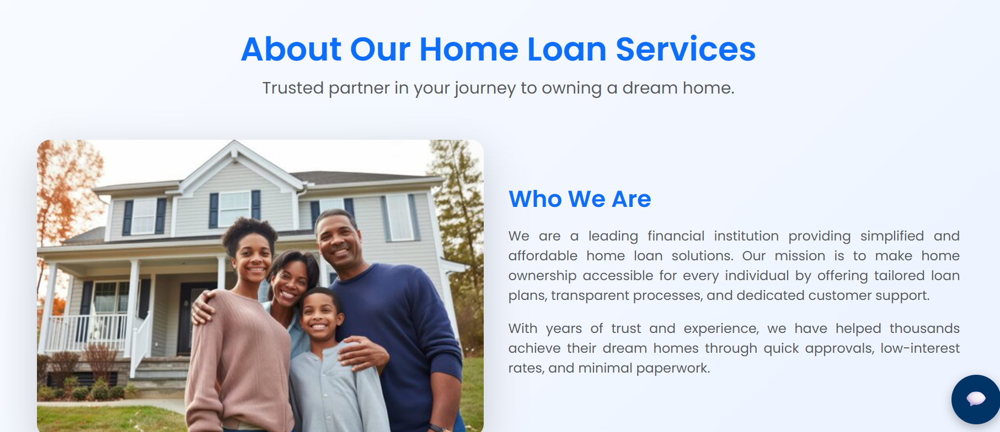 About Our Home Loan Services
Trusted partner in your journey to owning a dream home.
Who We Are
We are a leading financial institution providing simplified and
affordable home loan solutions. Our mission is to make home
ownership accessible for every individual by offering tailored loan
plans, transparent processes, and dedicated customer support.
With years of trust and experience, we have helped thousands
achieve their dream homes through quick approvals, low-interest
rates, and minimal paperwork.